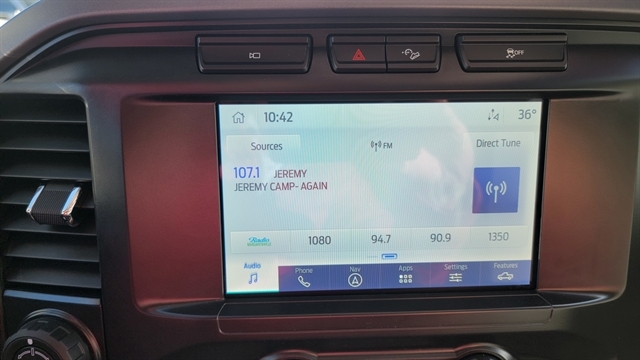 OFF
10:42
36°
Sources
FM
Direct Tune
107.1 JEREMY
JEREMY CAMP- AGAIN
Radio
1080
94.7
90.9
1350
Audio
Phone
Nav
Apps
Settings
Features